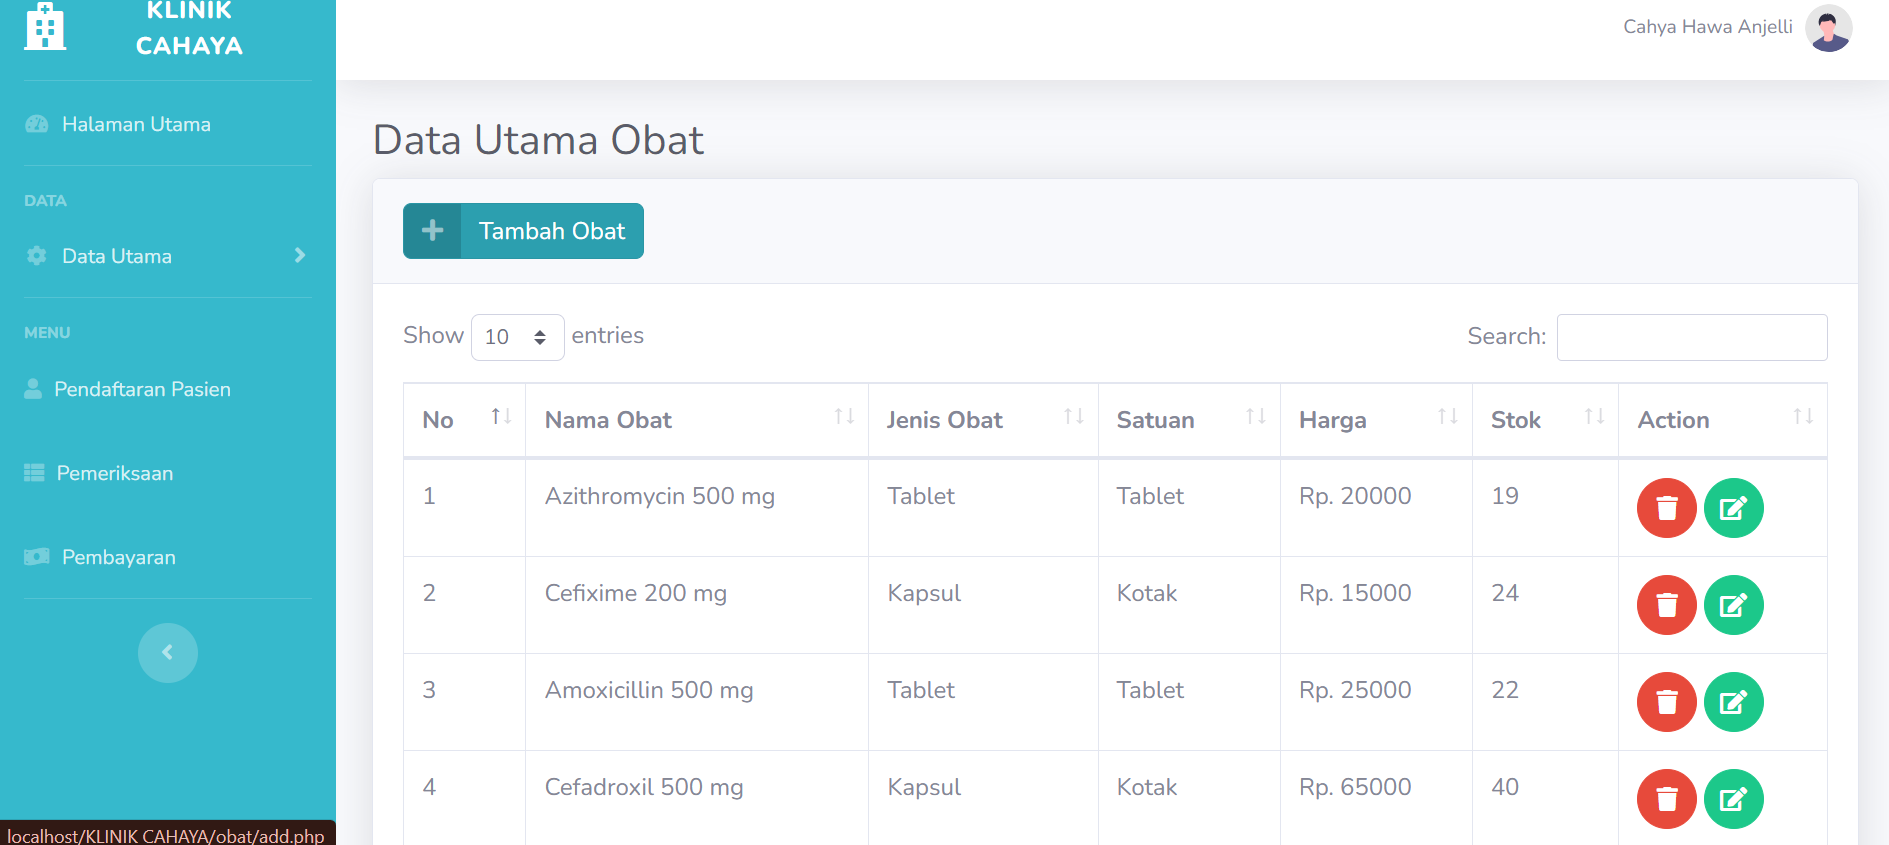 KLINIK
CAHAYA
Cahya Hawa Anjelli
Halaman Utama
DATA
Data Utama
MENU
Pendaftaran Pasien
Pemeriksaan
Pembayaran
Data Utama Obat
Tambah Obat
Show 10 entries
Search:
No Nama Obat Jenis Obat Satuan Harga Stok Action
1 Azithromycin 500 mg Tablet Tablet Rp. 20000 19
2 Cefixime 200 mg Kapsul Kotak Rp. 15000 24
3 Amoxicillin 500 mg Tablet Tablet Rp. 25000 22
4 Cefadroxil 500 mg Kapsul Kotak Rp. 65000 40
localhost/KLINIK CAHAYA/obat/add.php